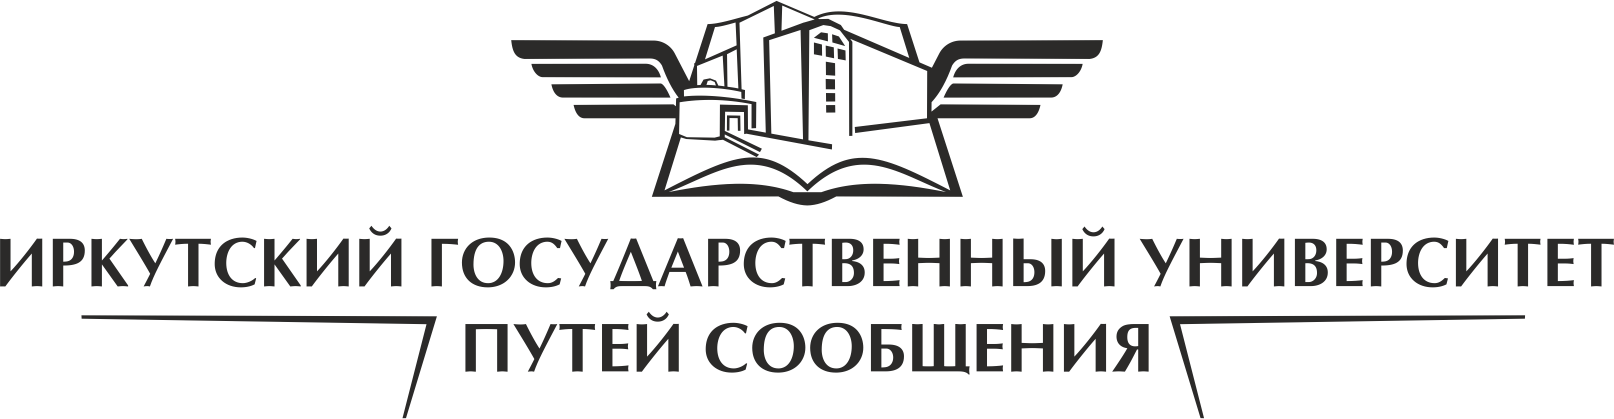 ИРКУТСКИЙ ГОСУДАРСТВЕННЫЙ УНИВЕРСИТЕТ
ПУТЕЙ СООБЩЕНИЯ